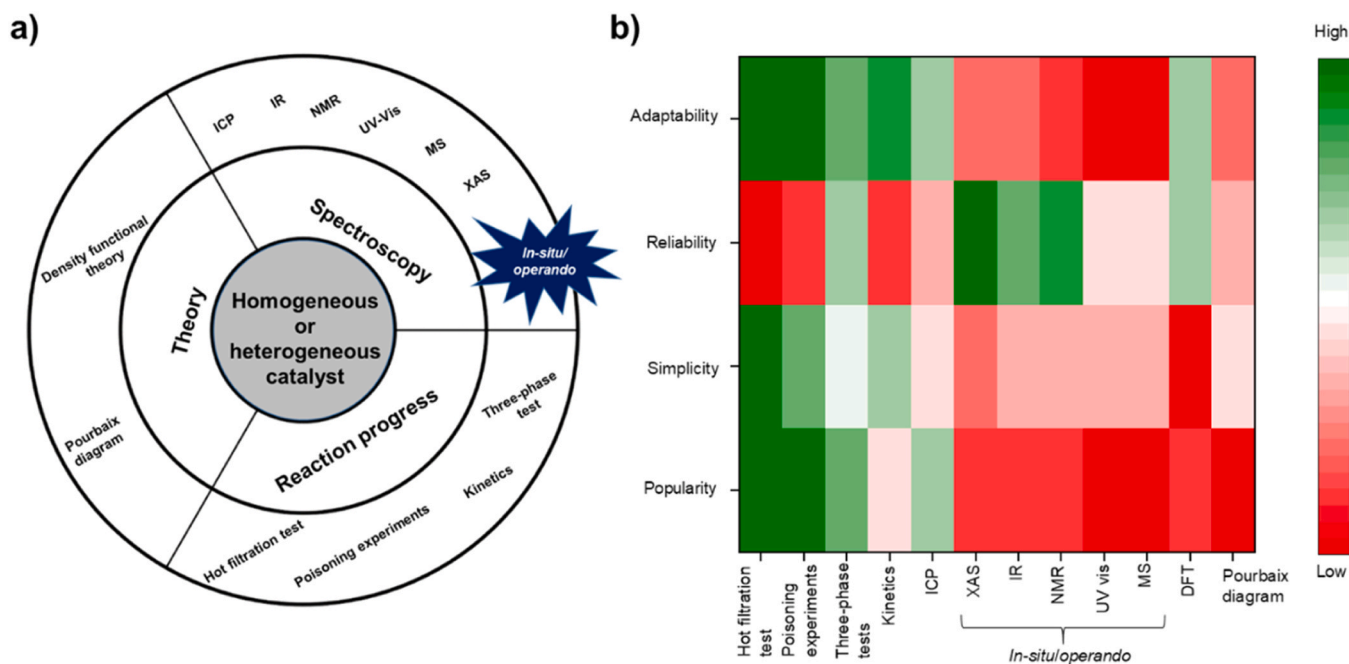 a)
ICP
IR
NMR
UV-Vis
MS
XAS
In-situ/
operando
Spectroscopy
Density functional
theory
Theory
Homogeneous
or
heterogeneous
catalyst
Pourbaix
diagram
Reaction progress
Three-phase
test
Kinetics
Poisoning experiments
Hot filtration test
b)
High
Adaptability
Reliability
Simplicity
Popularity
Low
Hot filtration
test
Poisoning
experiments
Three-phase
tests
Kinetics
ICP
XAS
IR
NMR
UV vis
MS
DFT
Pourbaix
diagram
In-situ/operando